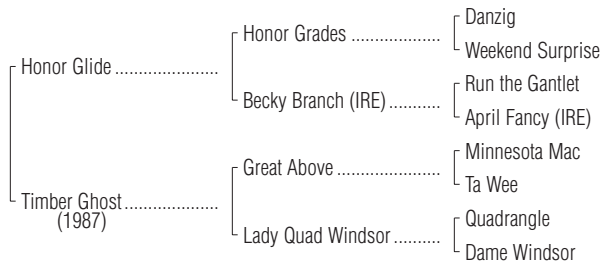 Danzig
Honor Grades ....................
Weekend Surprise
Honor Glide .......................
Run the Gantlet
Becky Branch (IRE) ...........
April Fancy (IRE)
Minnesota Mac
Great Above .......................
Ta Wee
Timber Ghost .....................
(1987)
Quadrangle
Lady Quad Windsor ..........
Dame Windsor